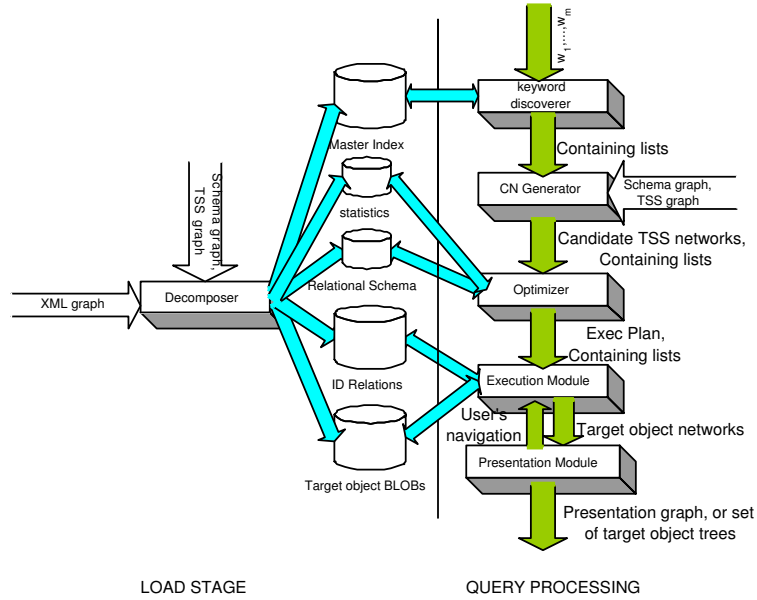 w1,...,wm
keyword
discoverer
Master Index
Containing lists
Schema graph,
TSS graph
CN Generator
Schema graph,
TSS graph
statistics
Candidate TSS networks,
Containing lists
XML graph
Decomposer
Relational Schema
Optimizer
Exec Plan,
Containing lists
ID Relations
Execution Module
User's
navigation
Target object networks
Presentation Module
Target object BLOBs
Presentation graph, or set
of target object trees
LOAD STAGE
QUERY PROCESSING